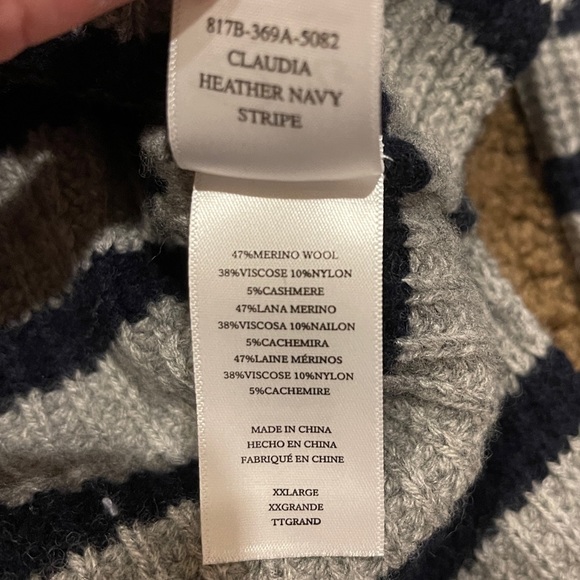 817B-369A-5082
CLAUDIA
HEATHER NAVY
STRIPE
47%MERINO WOOL
38%VISCOSE 10%NYLON
5%CASHMERE
47%LANA MERINO
38%VISCOSA 10%NAILON
5%CACHEMIRA
47%LAINE MÉRINOS
38%VISCOSE 10%NYLON
5%CACHEMIRE
MADE IN CHINA
HECHO EN CHINA
FABRIQUÉ EN CHINE
XXLARGE
XXGRANDE
TTGRAND